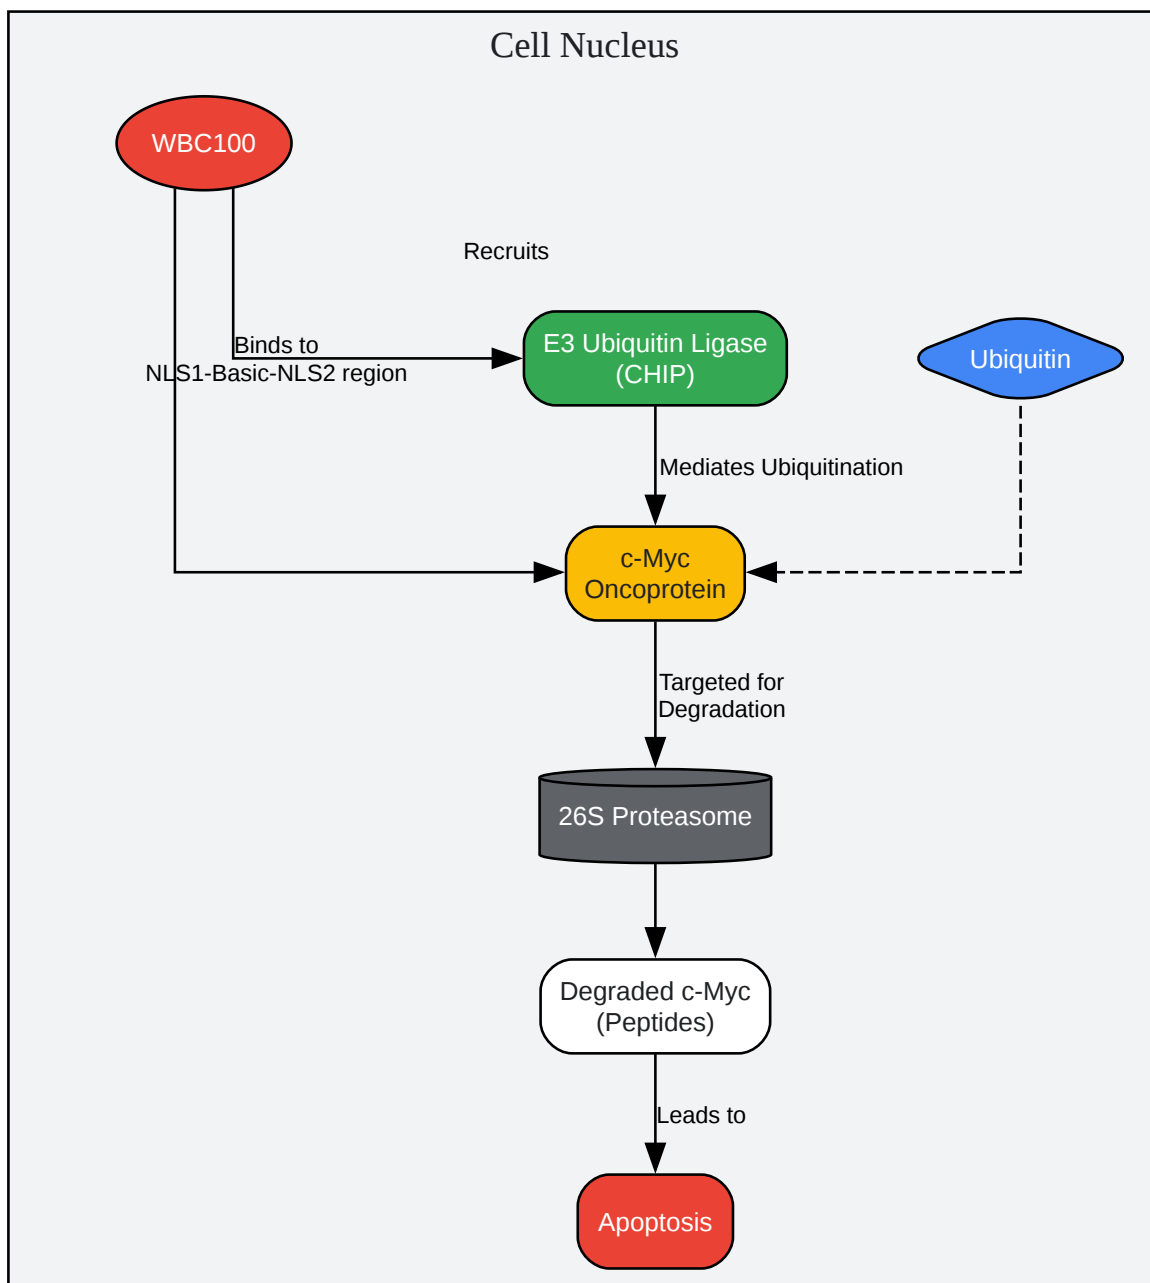 Cell Nucleus
WBC100
Recruits
Binds to
NLS1-Basic-NLS2 region
E3 Ubiquitin Ligase
(CHIP)
Ubiquitin
Mediates Ubiquitination
c-Myc
Oncoprotein
Targeted for
Degradation
26S Proteasome
Degraded c-Myc
(Peptides)
Leads to
Apoptosis